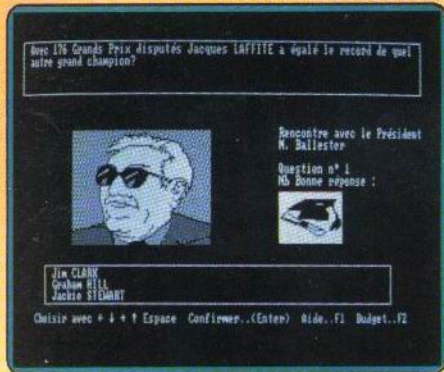 Avec 176 Grands Prix disputés Jacques LAFFITE a égalé le record de quel
autre grand champion?
Rencontre avec le Président
M. Ballester
Question n° 1
Nb Bonne réponse :
Jim CLARK
Graham HILL
Jackie STEWART
Choisir avec ← ↓ → ↑ Espace Confirmer..(Enter) Aide..F1 Budget..F2